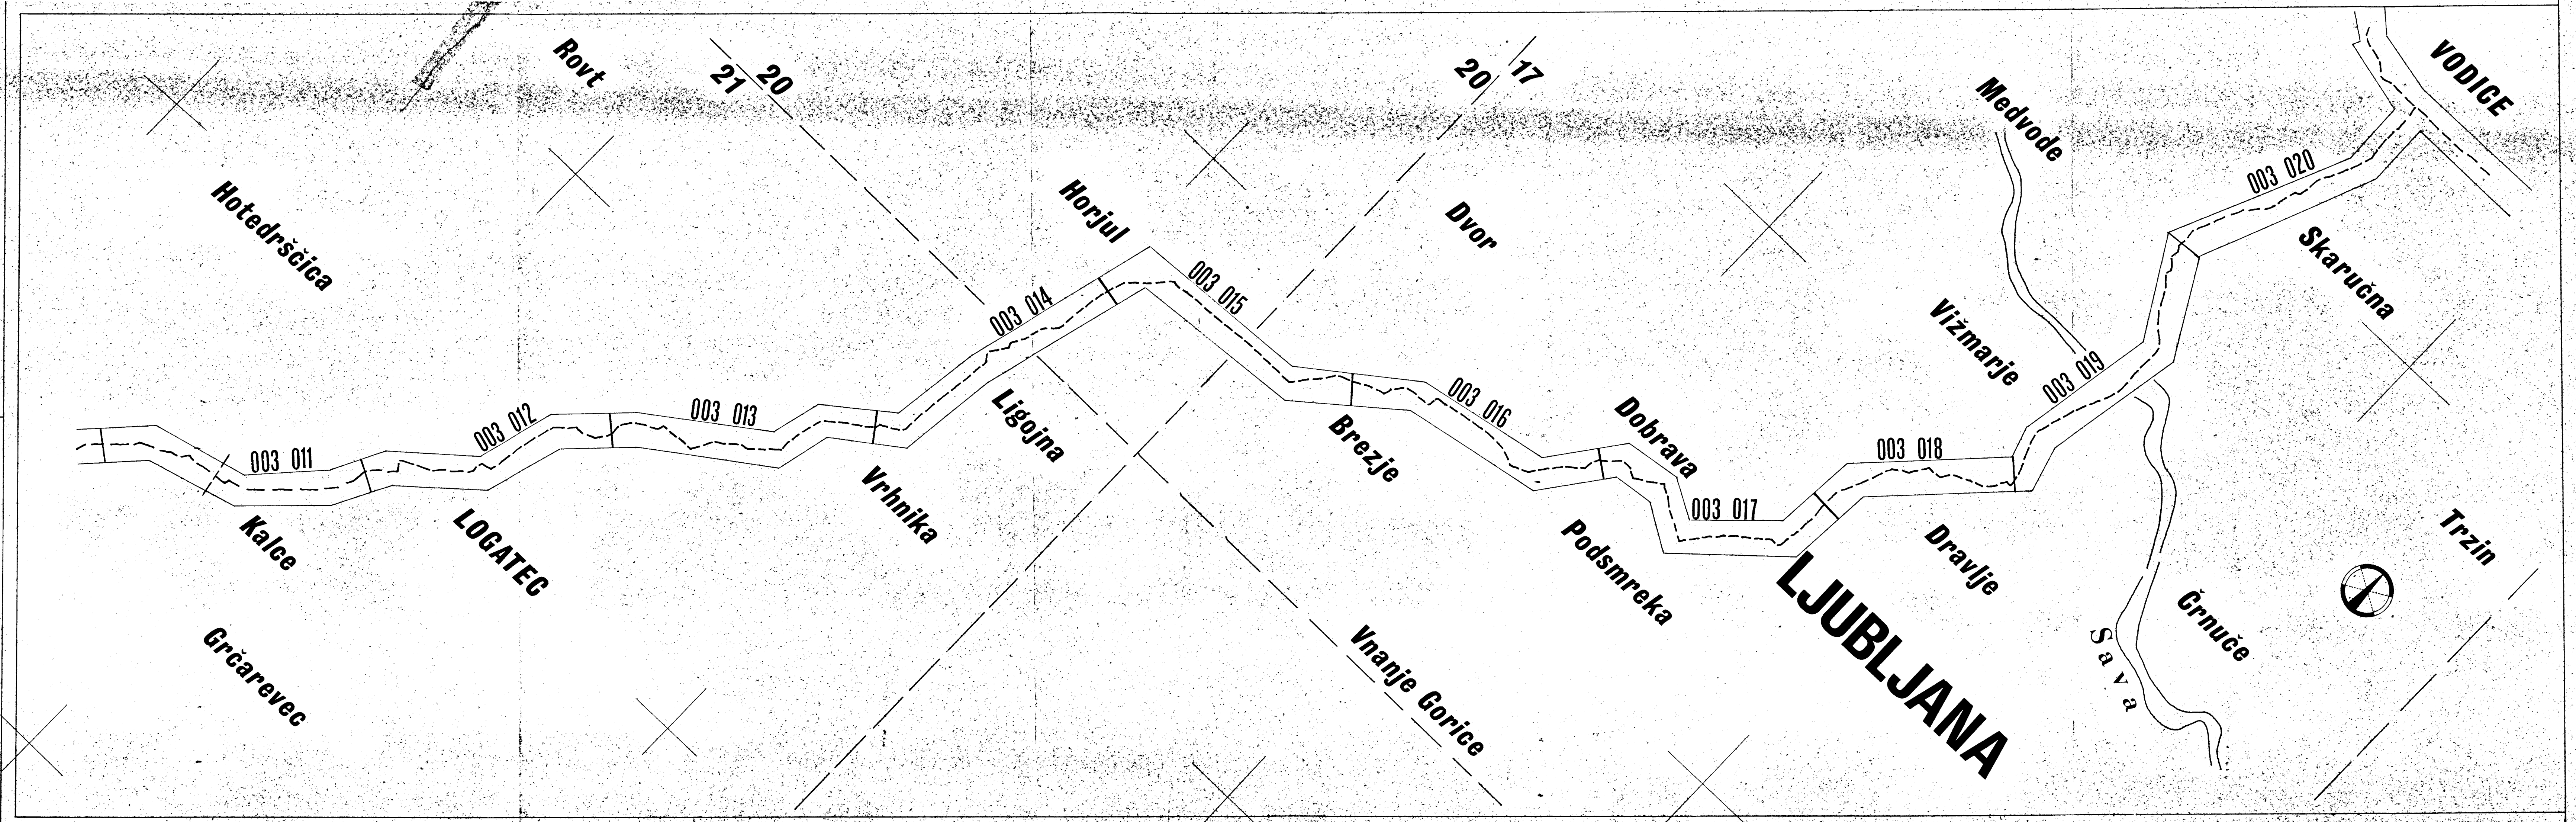 Rovt
21
20
20
17
Medvode
VODICE
Hotedrščica
Horjul
Dvor
003 020
Skaručna
003 015
003 014
Vižmarje
003 019
003 012
003 013
Ligojna
Brezje
003 016
Dobrava
003 018
003 011
Kalce
LOGATEC
Vrhnika
003 017
Podsmreka
LJUBLJANA
Dravlje
Trzin
Črnuče
Sava
Grčarevec
Vnanje Gorice